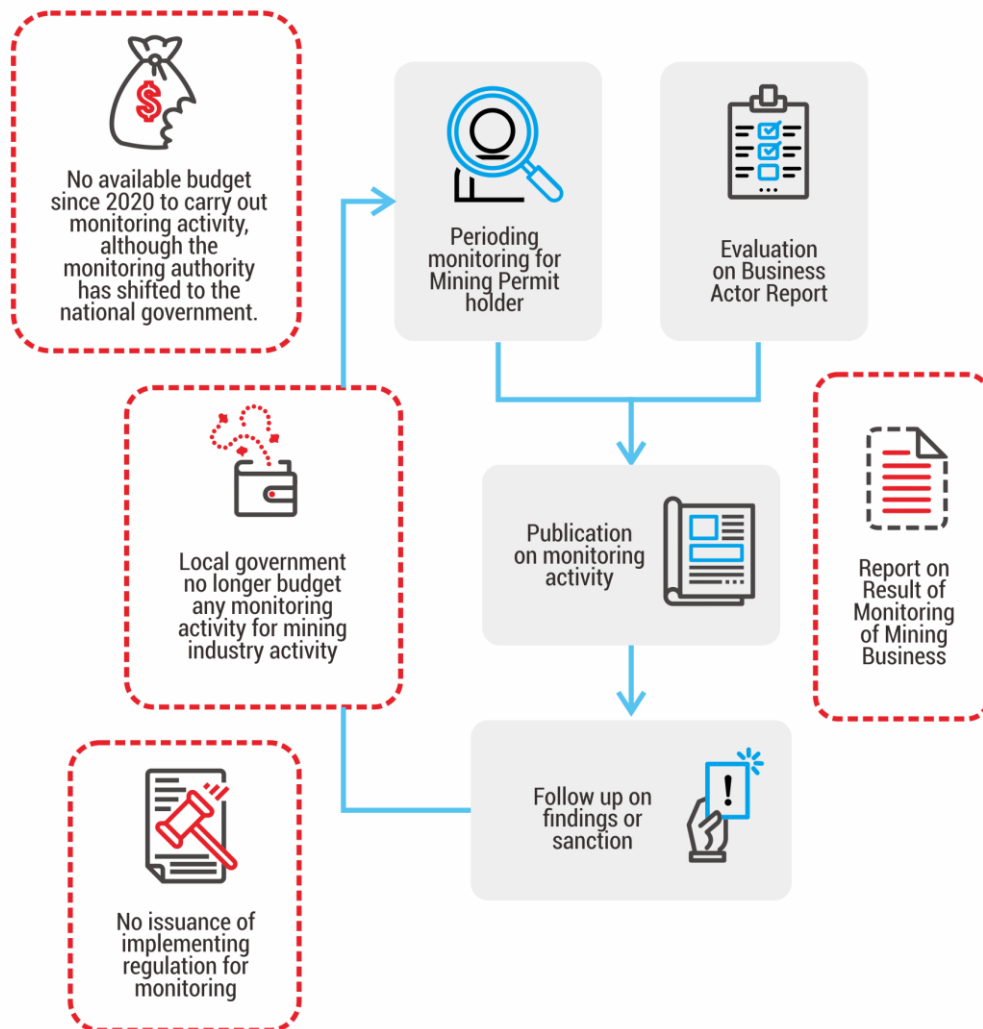 $
No available budget
since 2020 to carry out
monitoring activity,
although the
monitoring authority
has shifted to the
national government.
Perioding
monitoring for
Mining Permit
holder
Evaluation
on Business
Actor Report
Local government
no longer budget
any monitoring
activity for mining
industry activity
Publication
on monitoring
activity
Report on
Result of
Monitoring
of Mining
Business
Follow up on
findings or
sanction
!
No issuance of
implementing
regulation for
monitoring